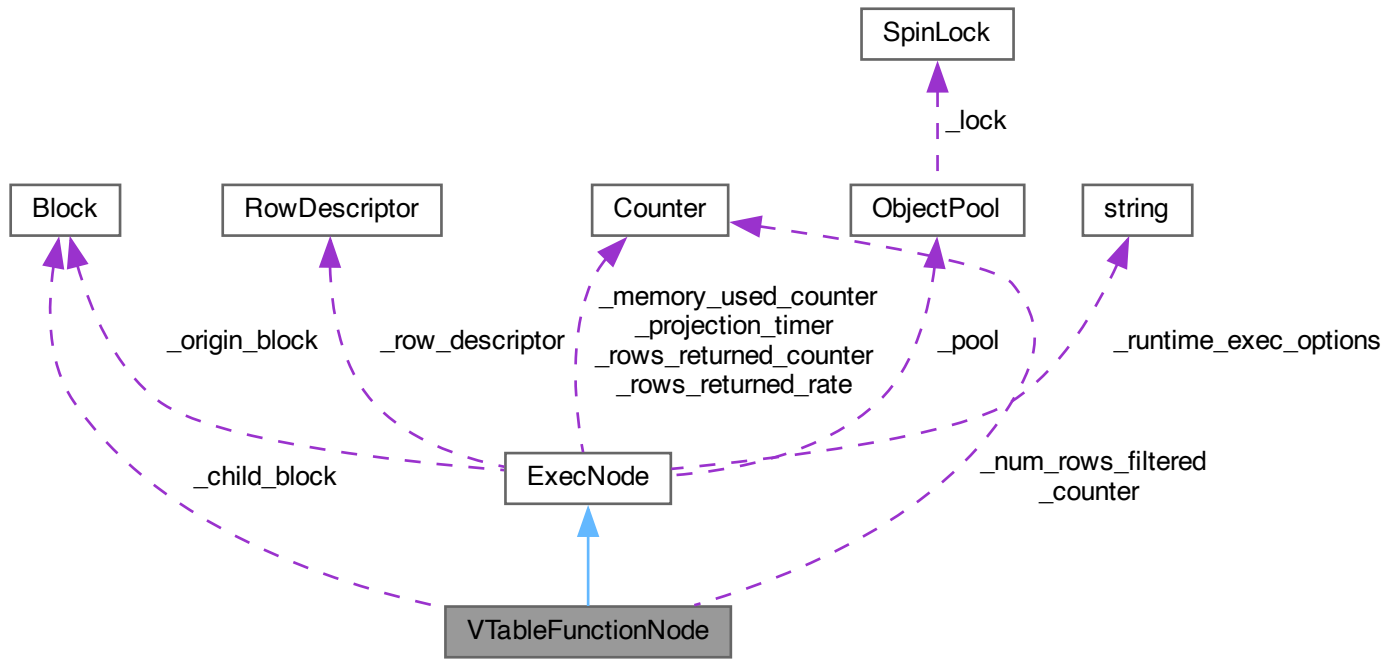 SpinLock
_lock
Block
RowDescriptor
Counter
ObjectPool
string
_memory_used_counter
_projection_timer
_rows_returned_counter
_rows_returned_rate
_origin_block
_row_descriptor
_pool
_runtime_exec_options
ExecNode
_child_block
_num_rows_filtered
_counter
VTableFunctionNode